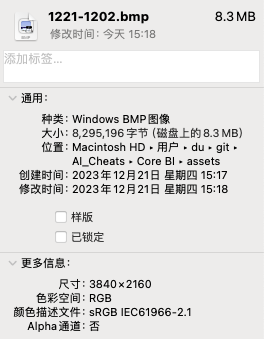 1221-1202.bmp 8.3 MB
修改时间：今天 15:18
添加标签...
通用：
种类：Windows BMP图像
大小：8,295,196 字节 (磁盘上的8.3 MB)
位置：Macintosh HD ▸ 用户 ▸ du ▸ git ▸
AI_Cheats ▸ Core BI ▸ assets
创建时间：2023年12月21日 星期四 15:17
修改时间：2023年12月21日 星期四 15:18
样版
已锁定
更多信息：
尺寸：3840×2160
色彩空间：RGB
颜色描述文件：sRGB IEC61966-2.1
Alpha通道：否